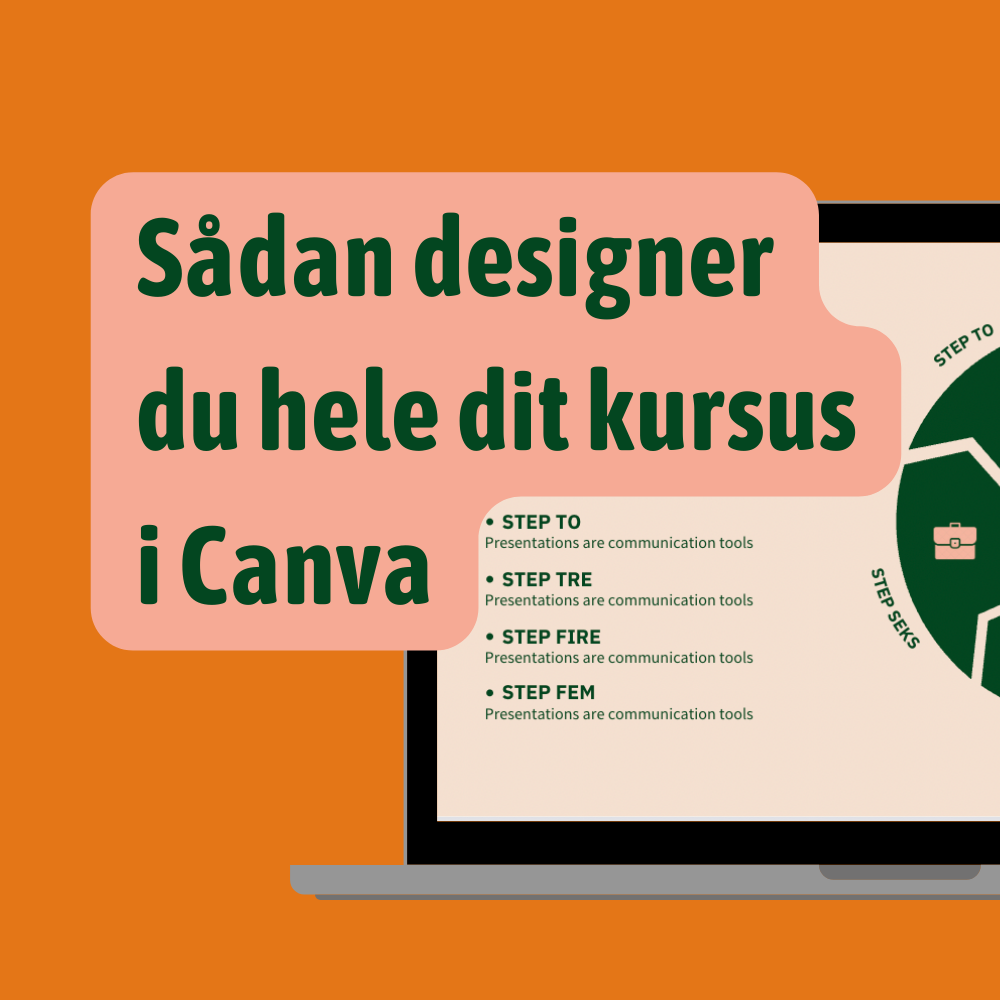 Sådan designer
du hele dit kursus
i Canva
• STEP TO
Presentations are communication tools
• STEP TRE
Presentations are communication tools
• STEP FIRE
Presentations are communication tools
• STEP FEM
Presentations are communication tools
STEP TO
STEP SEKS